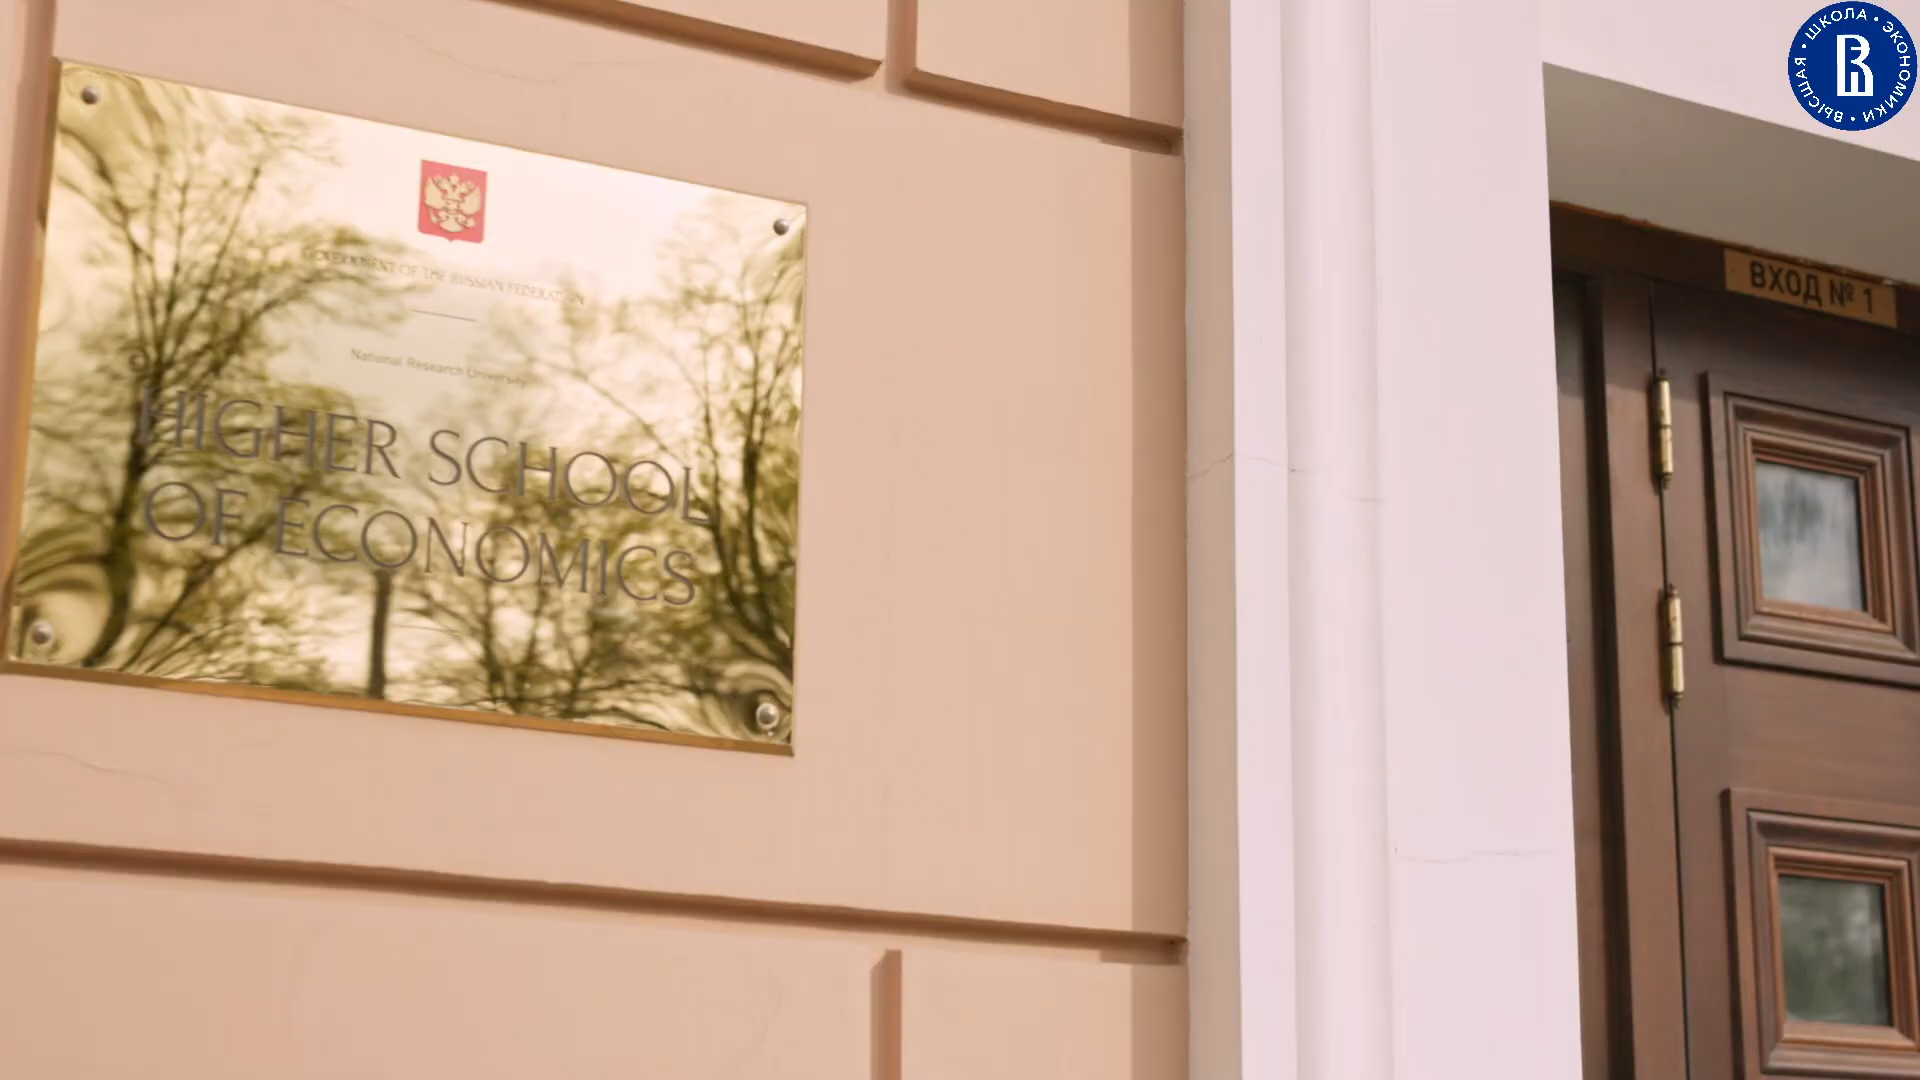 GOVERNMENT OF THE RUSSIAN FEDERATION
National Research University
HIGHER SCHOOL
OF ECONOMICS
ВХОД № 1
ВЫСШАЯ • ШКОЛА • ЭКОНОМИКИ •